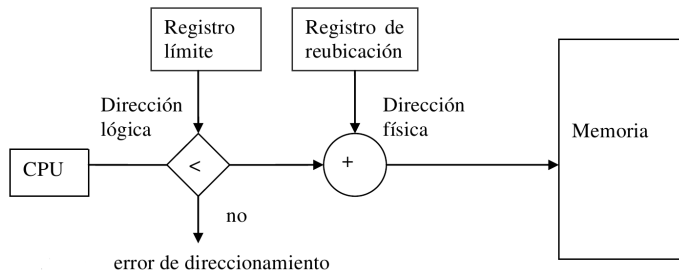 Registro
límite
Registro de
reubicación
Dirección
lógica
Dirección
física
CPU
<
+
Memoria
no
error de direccionamiento